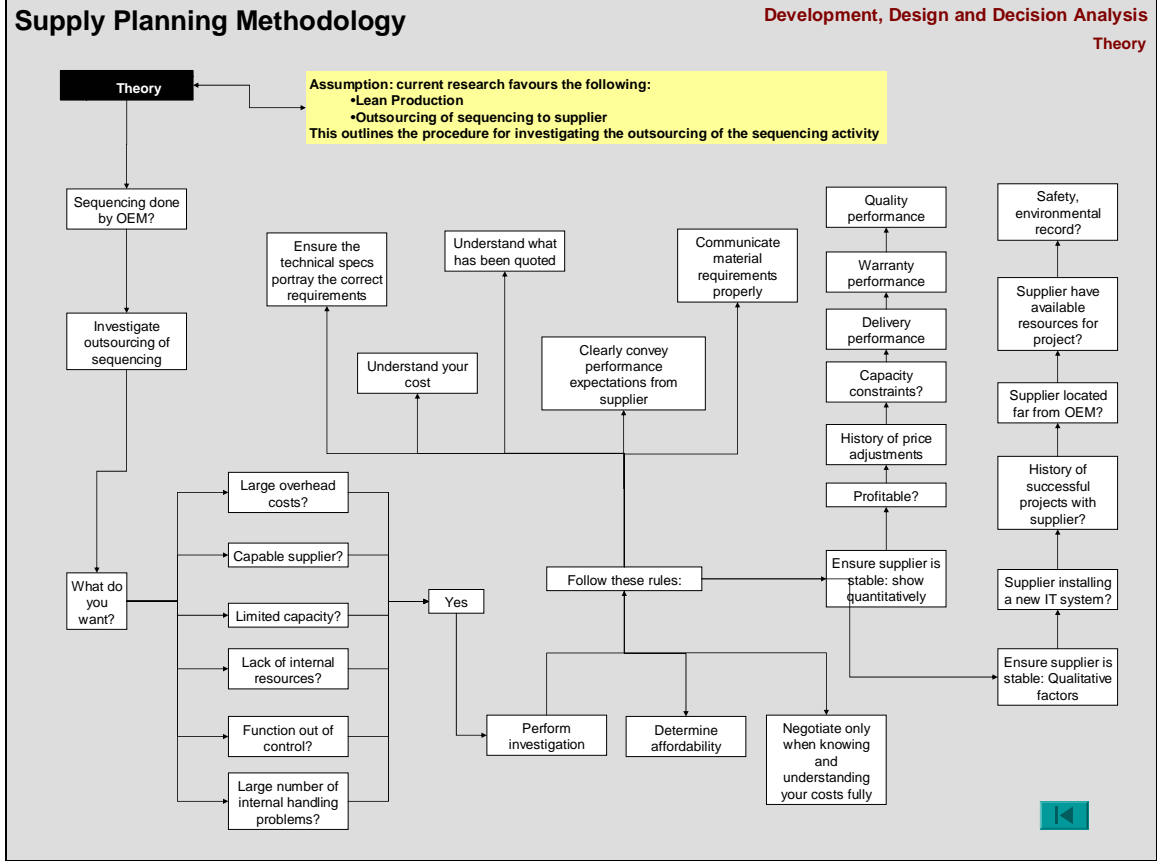 Supply Planning Methodology
Development, Design and Decision Analysis
Theory
Theory
Assumption: current research favours the following:
•Lean Production
•Outsourcing of sequencing to supplier
This outlines the procedure for investigating the outsourcing of the sequencing activity
Sequencing done
by OEM?
Investigate
outsourcing of
sequencing
What do
you
want?
Large overhead
costs?
Capable supplier?
Limited capacity?
Lack of internal
resources?
Function out of
control?
Large number of
internal handling
problems?
Yes
Perform
investigation
Determine
affordability
Negotiate only
when knowing
and
understanding
your costs fully
Follow these rules:
Ensure the
technical specs
portray the correct
requirements
Understand your
cost
Understand what
has been quoted
Clearly convey
performance
expectations from
supplier
Communicate
material
requirements
properly
Ensure supplier is
stable: show
quantitatively
Profitable?
History of price
adjustments
Capacity
constraints?
Delivery
performance
Warranty
performance
Quality
performance
Ensure supplier is
stable: Qualitative
factors
Supplier installing
a new IT system?
History of
successful
projects with
supplier?
Supplier located
far from OEM?
Supplier have
available
resources for
project?
Safety,
environmental
record?